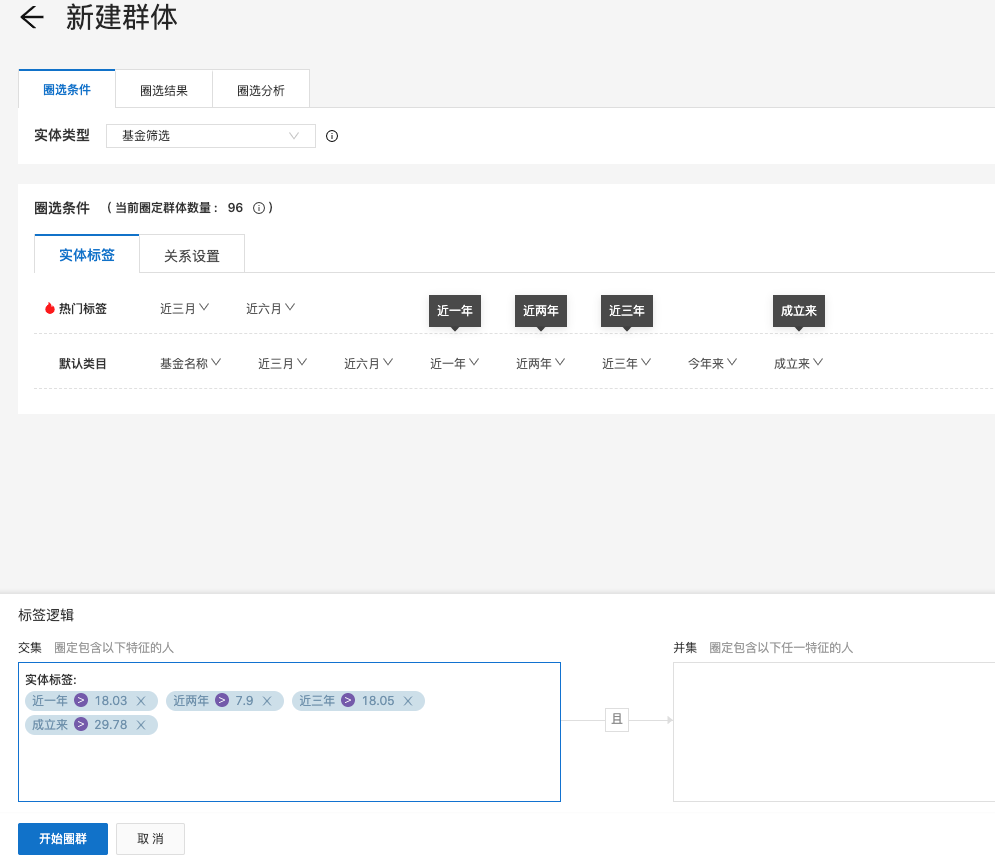 新建群体
圈选条件 圈选结果 圈选分析
实体类型 基金筛选
圈选条件 （当前圈定群体数量： 96 ）
实体标签 关系设置
热门标签 近三月 近六月 近一年 近两年 近三年 成立来
默认类目 基金名称 近三月 近六月 近一年 近两年 近三年 今年来 成立来
标签逻辑
交集 圈定包含以下特征的人 并集 圈定包含以下任一特征的人
实体标签:
近一年 > 18.03 × 近两年 > 7.9 × 近三年 > 18.05 ×
且
成立来 > 29.78 ×
开始圈群 取 消